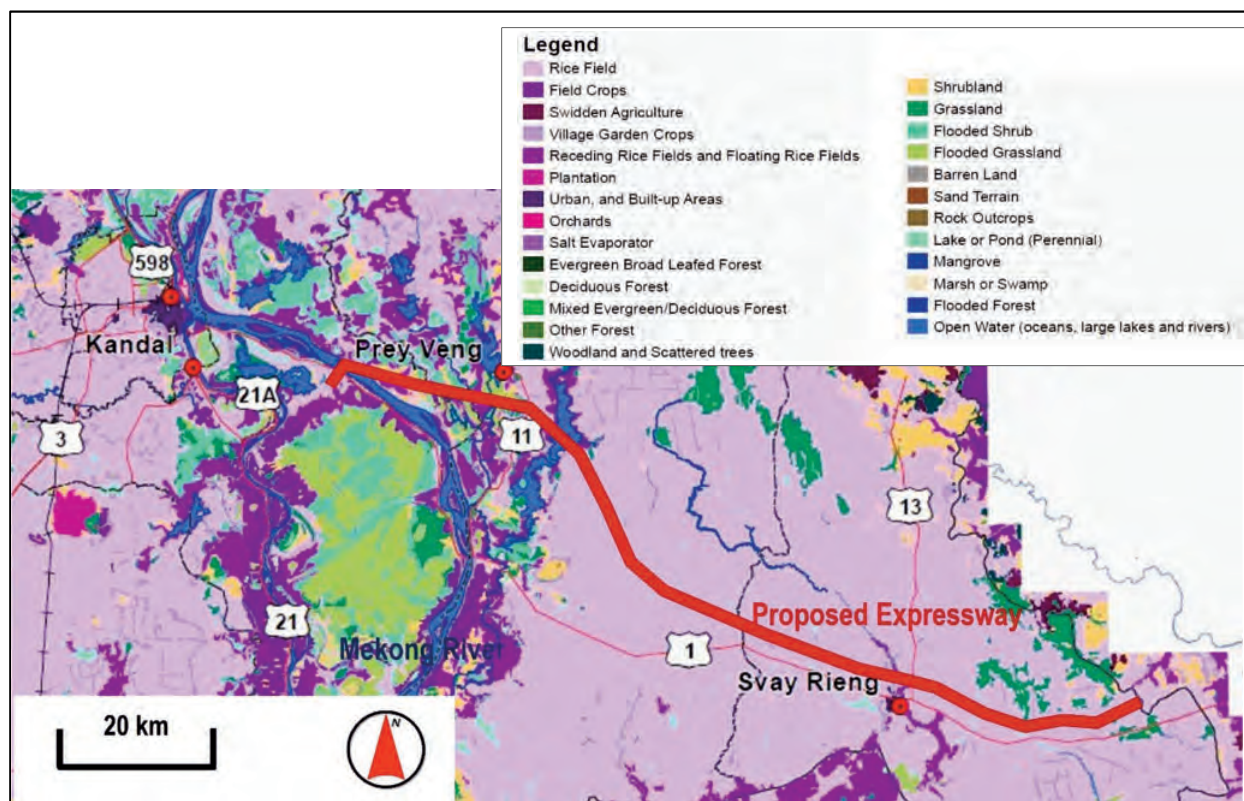 Legend
Rice Field
Field Crops
Swidden Agriculture
Village Garden Crops
Receding Rice Fields and Floating Rice Fields
Plantation
Urban, and Built-up Areas
Orchards
Salt Evaporator
Evergreen Broad Leafed Forest
Deciduous Forest
Mixed Evergreen/Deciduous Forest
Other Forest
Woodland and Scattered trees
Shrubland
Grassland
Flooded Shrub
Flooded Grassland
Barren Land
Sand Terrain
Rock Outcrops
Lake or Pond (Perennial)
Mangrove
Marsh or Swamp
Flooded Forest
Open Water (oceans, large lakes and rivers)
598
Kandal
Prey Veng
21A
3
11
13
21
Proposed Expressway
Mekong River
1
Svay Rieng
20 km
N